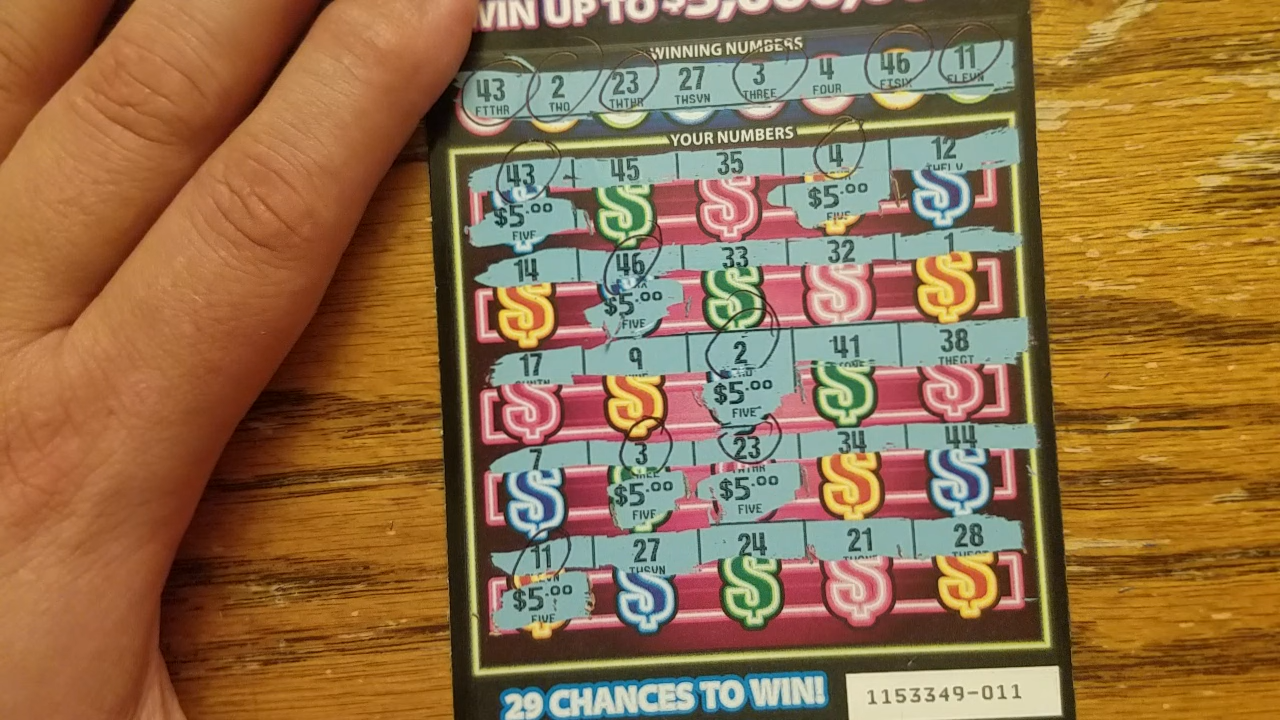 WIN UP TO
WINNING NUMBERS
43 2 23 27 3 4 46 11
FTTHR TWO TWTHR TWSVN THREE FOUR FTSIX ELEVN
YOUR NUMBERS
43 45 35 4 12
$5.00 $5.00
FIVE FIVE
14 46 33 32 1
$5.00
FIVE
17 9 2 41 38
THEGT
$5.00
FIVE
7 3 23 34 44
$5.00 $5.00
FIVE FIVE
11 27 24 21 28
TWSVN
$5.00
FIVE
29 CHANCES TO WIN!
1153349-011